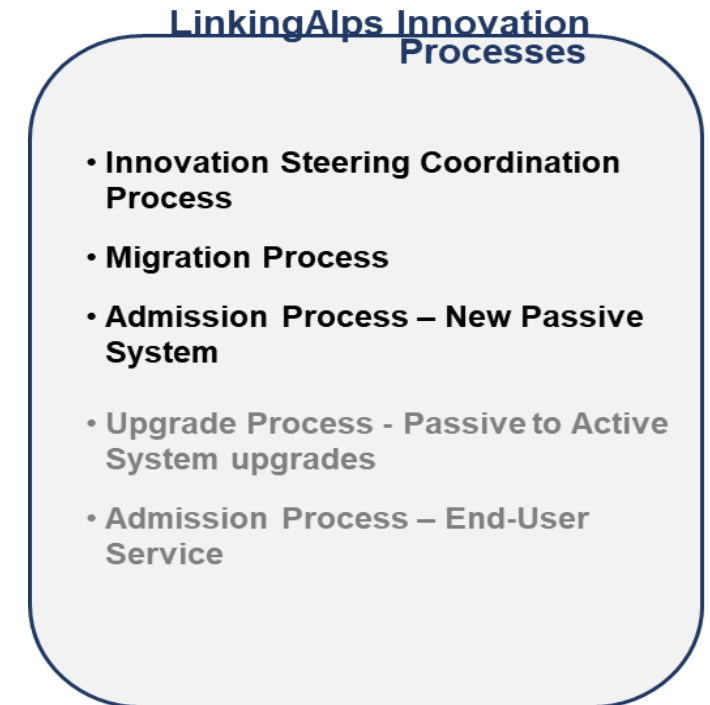 LinkingAlps Innovation
Processes
• Innovation Steering Coordination
Process
• Migration Process
• Admission Process – New Passive
System
• Upgrade Process - Passive to Active
System upgrades
• Admission Process – End-User
Service